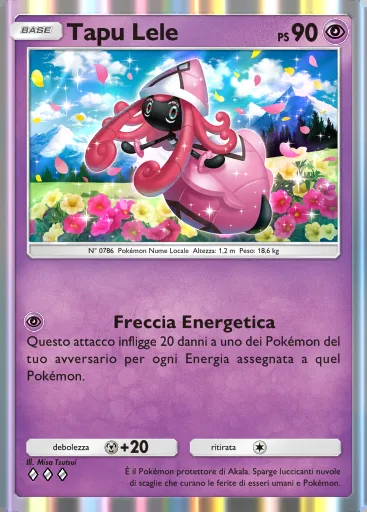 BASE Tapu Lele PS 90
N° 0786 Pokémon Nume Locale Altezza: 1,2 m Peso: 18,6 kg
Freccia Energetica
Questo attacco infligge 20 danni a uno dei Pokémon del
tuo avversario per ogni Energia assegnata a quel
Pokémon.
debolezza +20 ritirata
Ill. Misa Tsutsui
È il Pokémon protettore di Akala. Sparge luccicanti nuvole
di scaglie che curano le ferite di esseri umani e Pokémon.